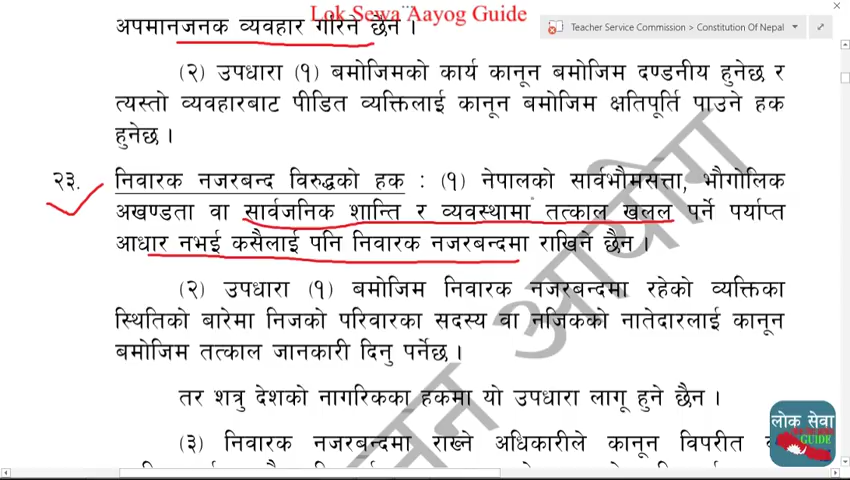 Lok Sewa Aayog Guide
Teacher Service Commission > Constitution Of Nepal
अपमानजनक व्यवहार गरिने छैन ।
(२) उपधारा (१) बमोजिमको कार्य कानून बमोजिम दण्डनीय हुनेछ र
त्यस्तो व्यवहारबाट पीडित व्यक्तिलाई कानून बमोजिम क्षतिपूर्ति पाउने हक
हुनेछ ।
२३. निवारक नजरबन्द विरुद्धको हक : (१) नेपालको सार्वभौमसत्ता, भौगोलिक
अखण्डता वा सार्वजनिक शान्ति र व्यवस्थामा तत्काल खलल पर्ने पर्याप्त
आधार नभई कसैलाई पनि निवारक नजरबन्दमा राखिने छैन ।
(२) उपधारा (१) बमोजिम निवारक नजरबन्दमा रहेको व्यक्तिका
स्थितिको बारेमा निजको परिवारका सदस्य वा नजिकको नातेदारलाई कानून
बमोजिम तत्काल जानकारी दिनु पर्नेछ ।
तर शत्रु देशको नागरिकका हकमा यो उपधारा लागू हुने छैन ।
(३) निवारक नजरबन्दमा राख्ने अधिकारीले कानून विपरीत
लोक सेवा
GUIDE
आयोग